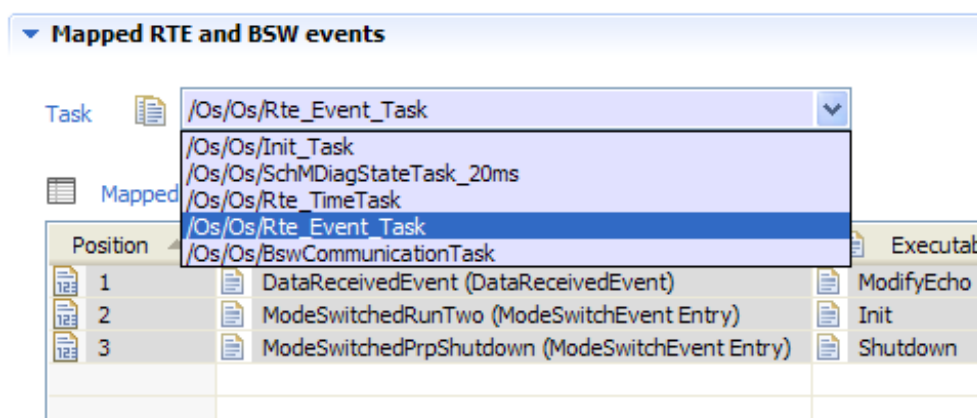 Mapped RTE and BSW events
Task /Os/Os/Rte_Event_Task
/Os/Os/Init_Task
/Os/Os/SchMDiagStateTask_20ms
/Os/Os/Rte_TimeTask
Mapped
/Os/Os/Rte_Event_Task
/Os/Os/BswCommunicationTask
Position Executab
1 DataReceivedEvent (DataReceivedEvent) ModifyEcho
2 ModeSwitchedRunTwo (ModeSwitchEvent Entry) Init
3 ModeSwitchedPrpShutdown (ModeSwitchEvent Entry) Shutdown